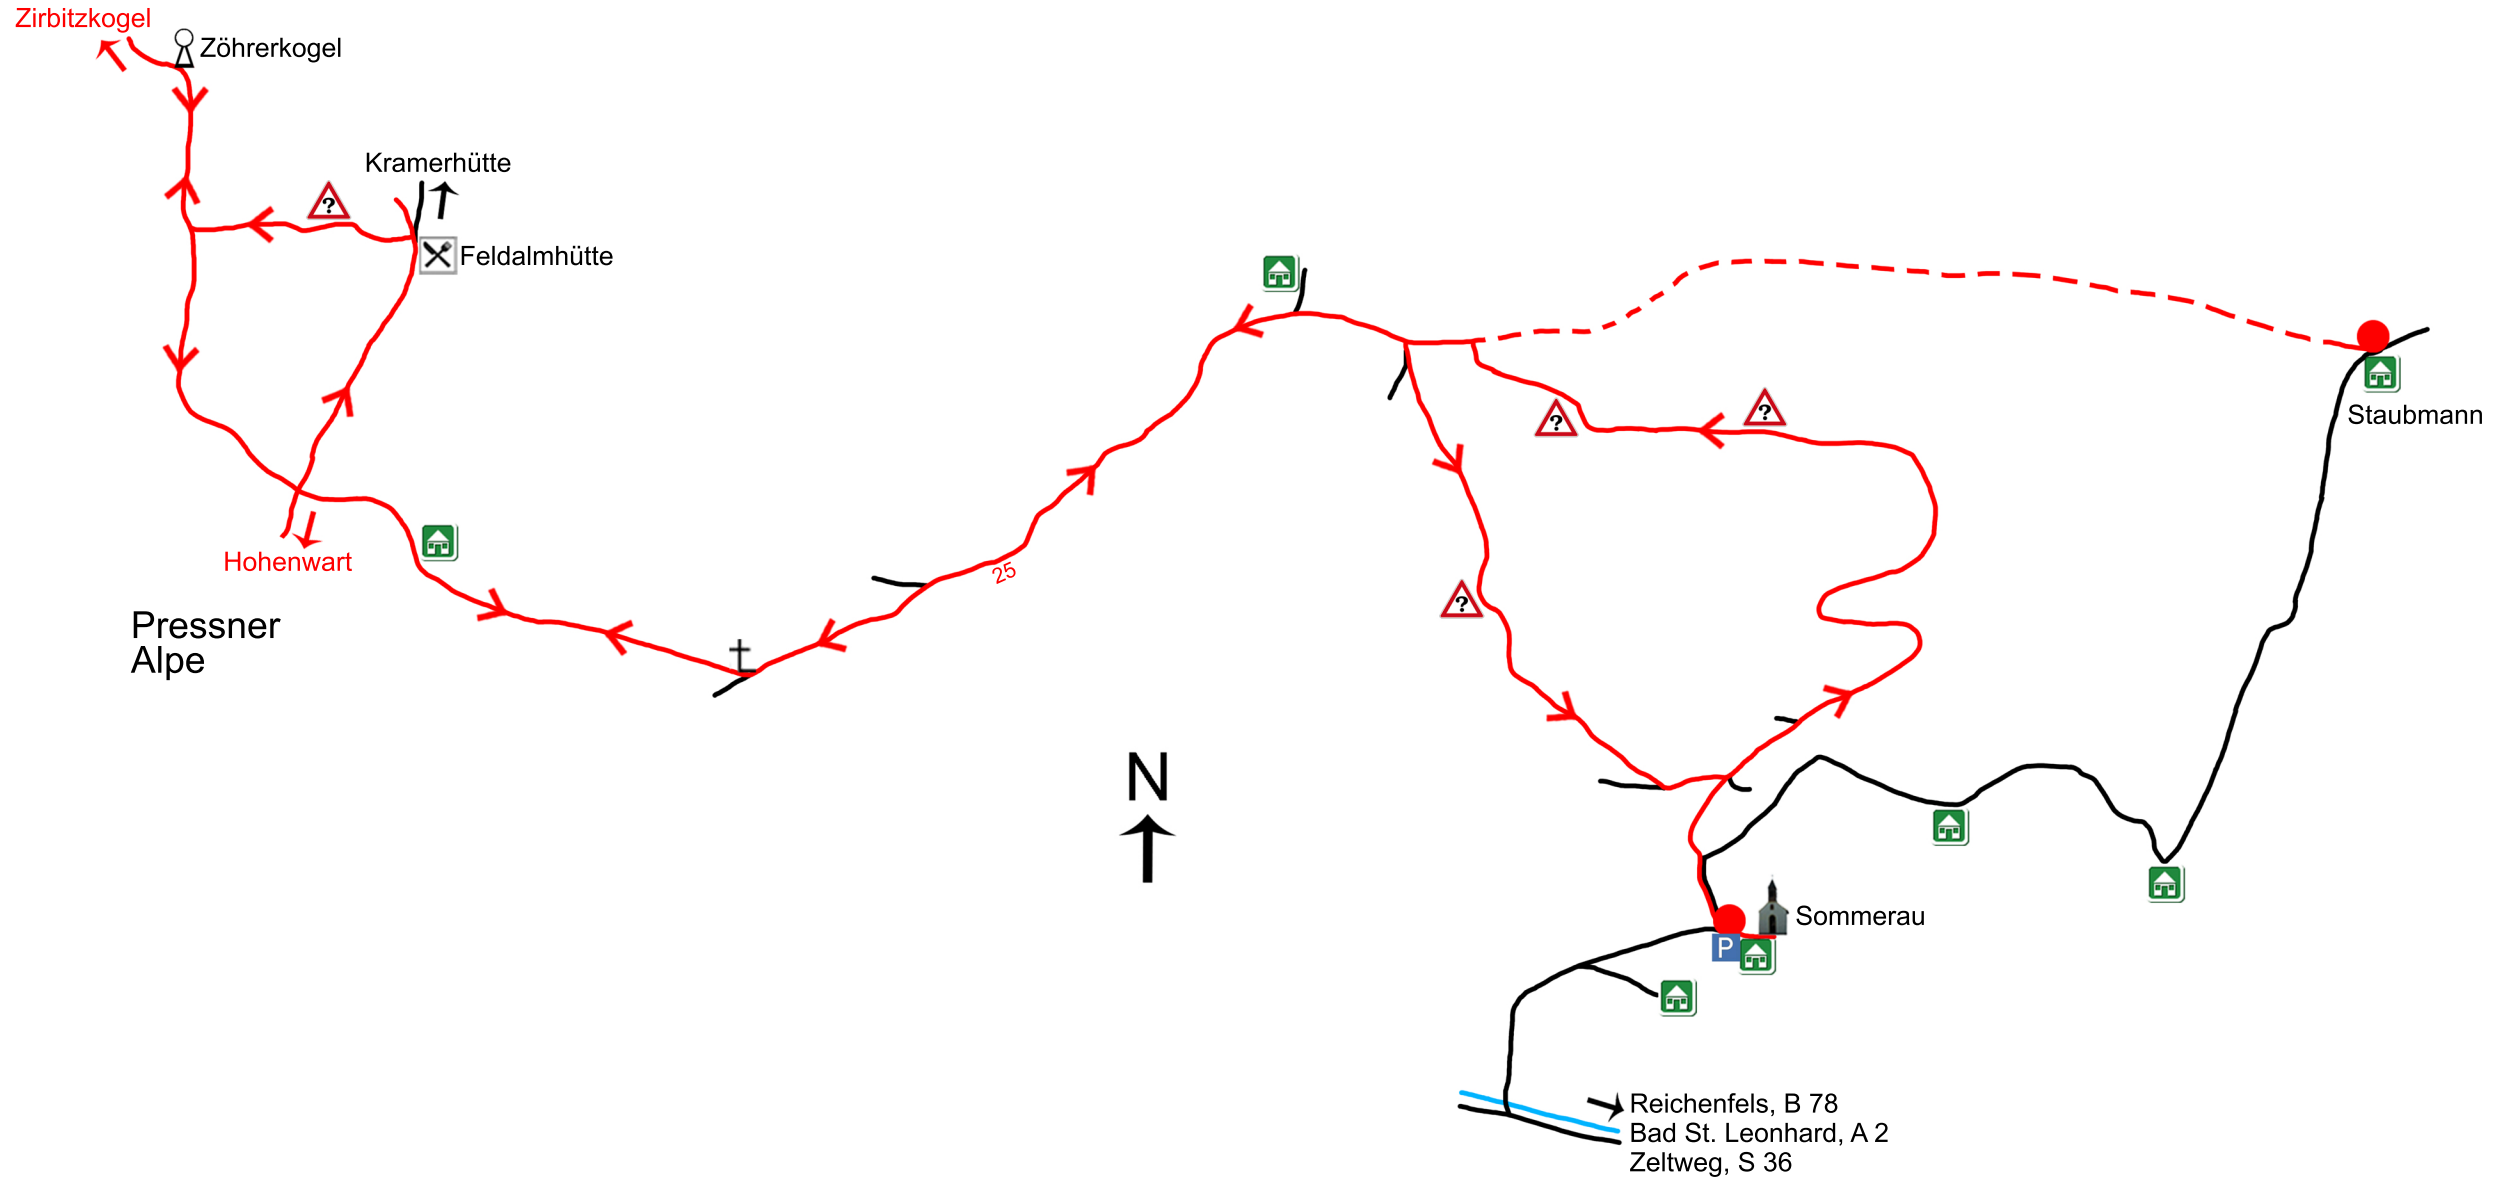 Zirbitzkogel
Zöhrerkogel
Kramerhütte
?
Feldalmhütte
?
?
Staubmann
Hohenwart
25
?
Pressner
Alpe
N
Sommerau
P
Reichenfels, B 78
Bad St. Leonhard, A 2
Zeltweg, S 36